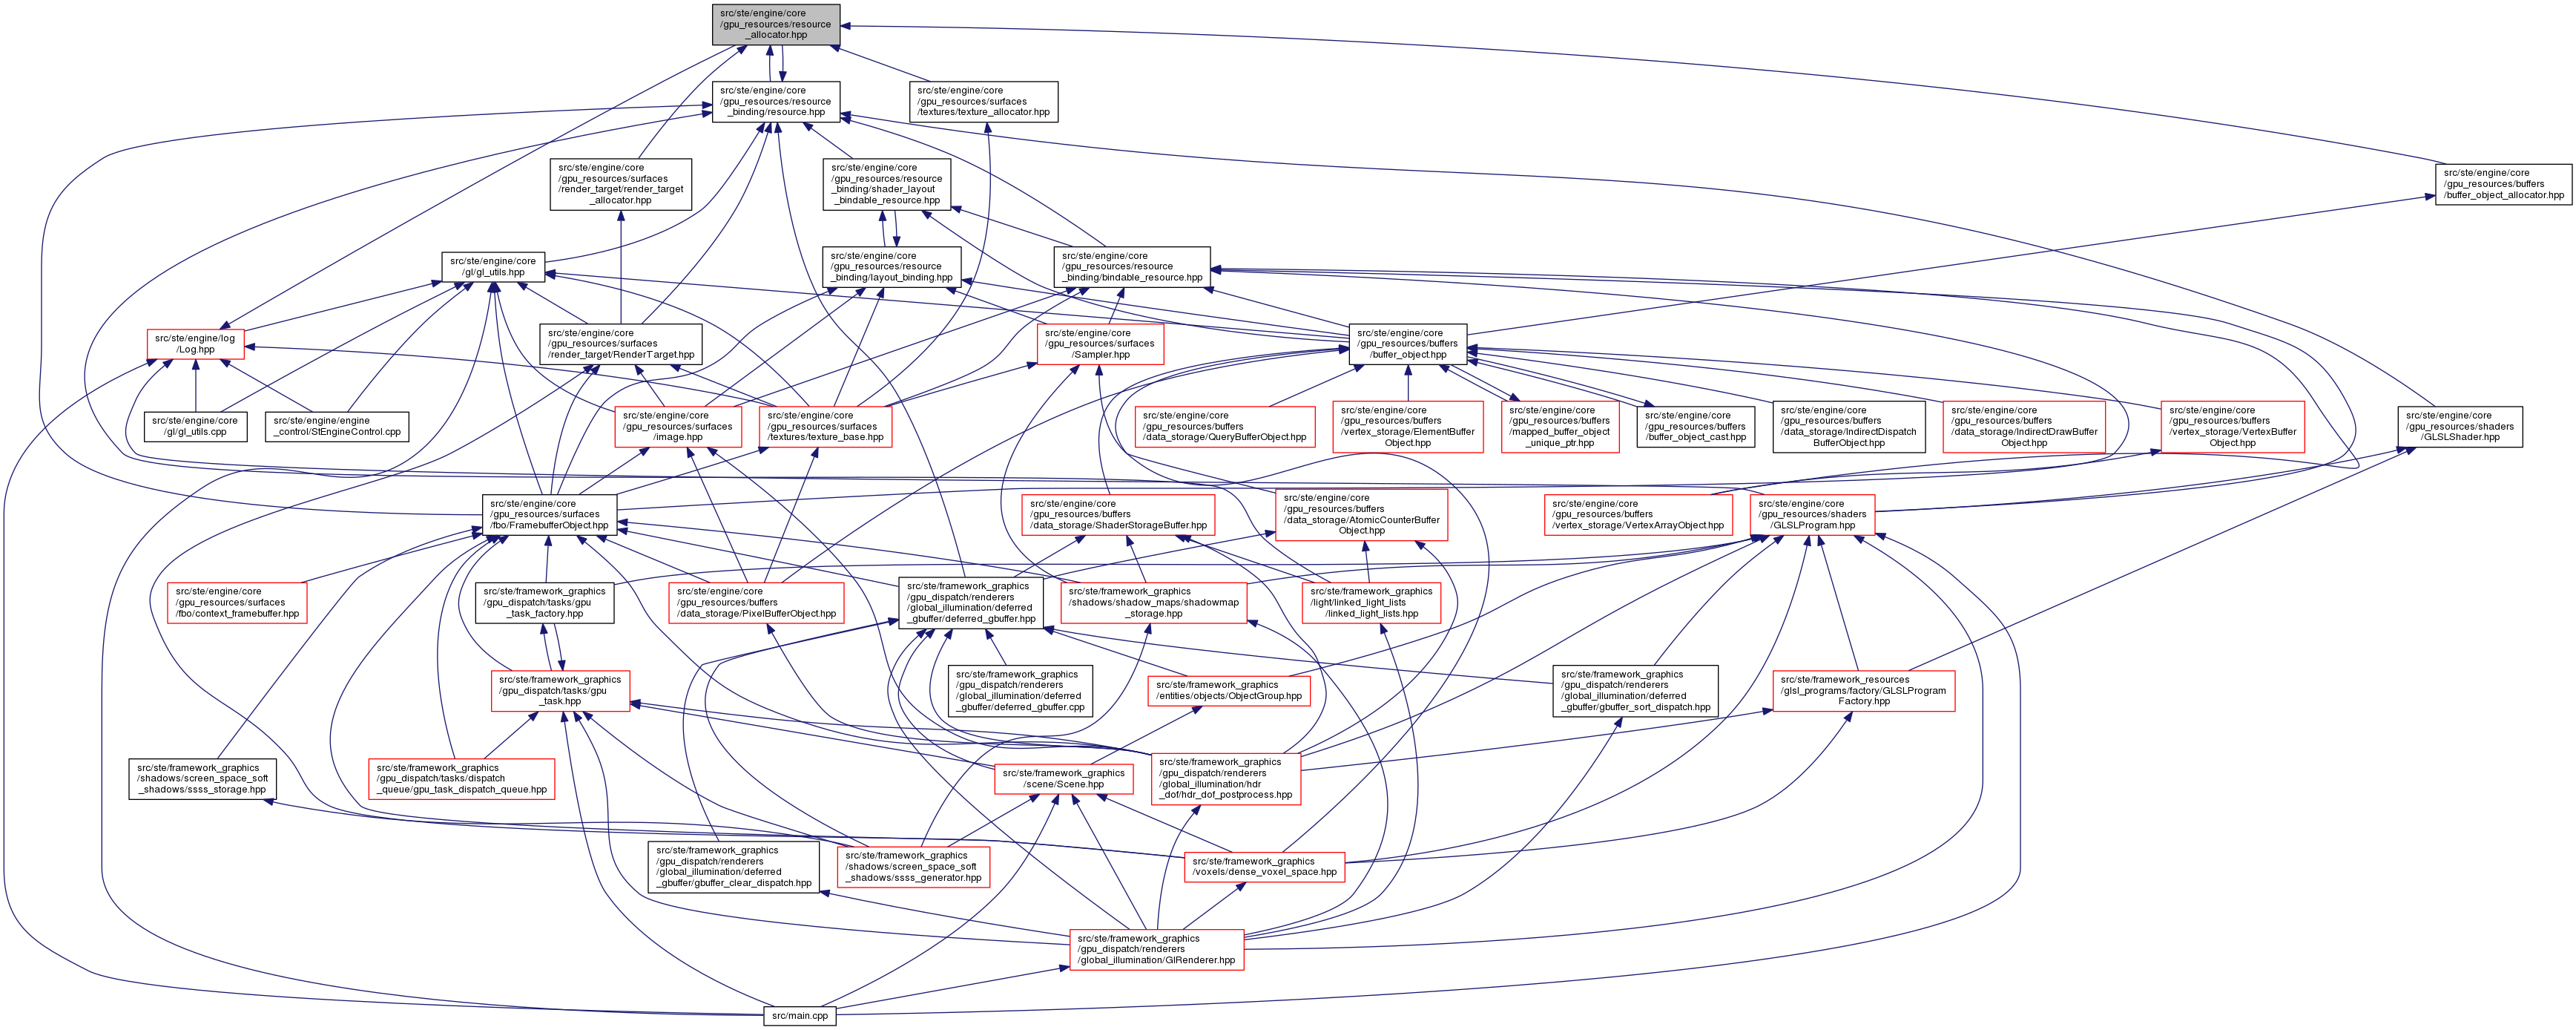 src/ste/engine/core
/gpu_resources/resource
_allocator.hpp
src/ste/engine/core
/gpu_resources/resource
_binding/resource.hpp
src/ste/engine/core
/gpu_resources/surfaces
/textures/texture_allocator.hpp
src/ste/engine/core
/gpu_resources/surfaces
/render_target/render_target
_allocator.hpp
src/ste/engine/core
/gpu_resources/resource
_binding/shader_layout
_bindable_resource.hpp
src/ste/engine/core
/gpu_resources/buffers
/buffer_object_allocator.hpp
src/ste/engine/core
/gl/gl_utils.hpp
src/ste/engine/core
/gpu_resources/resource
_binding/layout_binding.hpp
src/ste/engine/core
/gpu_resources/resource
_binding/bindable_resource.hpp
src/ste/engine/log
/Log.hpp
src/ste/engine/core
/gpu_resources/surfaces
/render_target/RenderTarget.hpp
src/ste/engine/core
/gpu_resources/surfaces
/Sampler.hpp
src/ste/engine/core
/gpu_resources/buffers
/buffer_object.hpp
src/ste/engine/core
/gl/gl_utils.cpp
src/ste/engine/engine
_control/StEngineControl.cpp
src/ste/engine/core
/gpu_resources/surfaces
/image.hpp
src/ste/engine/core
/gpu_resources/surfaces
/textures/texture_base.hpp
src/ste/engine/core
/gpu_resources/buffers
/data_storage/QueryBufferObject.hpp
src/ste/engine/core
/gpu_resources/buffers
/vertex_storage/ElementBuffer
Object.hpp
src/ste/engine/core
/gpu_resources/buffers
/mapped_buffer_object
_unique_ptr.hpp
src/ste/engine/core
/gpu_resources/buffers
/buffer_object_cast.hpp
src/ste/engine/core
/gpu_resources/buffers
/data_storage/IndirectDispatch
BufferObject.hpp
src/ste/engine/core
/gpu_resources/buffers
/data_storage/IndirectDrawBuffer
Object.hpp
src/ste/engine/core
/gpu_resources/buffers
/vertex_storage/VertexBuffer
Object.hpp
src/ste/engine/core
/gpu_resources/shaders
/GLSLShader.hpp
src/ste/engine/core
/gpu_resources/surfaces
/fbo/FramebufferObject.hpp
src/ste/engine/core
/gpu_resources/buffers
/data_storage/ShaderStorageBuffer.hpp
src/ste/engine/core
/gpu_resources/buffers
/data_storage/AtomicCounterBuffer
Object.hpp
src/ste/engine/core
/gpu_resources/buffers
/vertex_storage/VertexArrayObject.hpp
src/ste/engine/core
/gpu_resources/shaders
/GLSLProgram.hpp
src/ste/engine/core
/gpu_resources/surfaces
/fbo/context_framebuffer.hpp
src/ste/framework_graphics
/gpu_dispatch/tasks/gpu
_task_factory.hpp
src/ste/engine/core
/gpu_resources/buffers
/data_storage/PixelBufferObject.hpp
src/ste/framework_graphics
/gpu_dispatch/renderers
/global_illumination/deferred
_gbuffer/deferred_gbuffer.hpp
src/ste/framework_graphics
/shadows/shadow_maps/shadowmap
_storage.hpp
src/ste/framework_graphics
/light/linked_light_lists
/linked_light_lists.hpp
src/ste/framework_graphics
/gpu_dispatch/tasks/gpu
_task.hpp
src/ste/framework_graphics
/gpu_dispatch/renderers
/global_illumination/deferred
_gbuffer/deferred_gbuffer.cpp
src/ste/framework_graphics
/entities/objects/ObjectGroup.hpp
src/ste/framework_graphics
/gpu_dispatch/renderers
/global_illumination/deferred
_gbuffer/gbuffer_sort_dispatch.hpp
src/ste/framework_resources
/glsl_programs/factory/GLSLProgram
Factory.hpp
src/ste/framework_graphics
/shadows/screen_space_soft
_shadows/ssss_storage.hpp
src/ste/framework_graphics
/gpu_dispatch/tasks/dispatch
_queue/gpu_task_dispatch_queue.hpp
src/ste/framework_graphics
/scene/Scene.hpp
src/ste/framework_graphics
/gpu_dispatch/renderers
/global_illumination/hdr
_dof/hdr_dof_postprocess.hpp
src/ste/framework_graphics
/gpu_dispatch/renderers
/global_illumination/deferred
_gbuffer/gbuffer_clear_dispatch.hpp
src/ste/framework_graphics
/shadows/screen_space_soft
_shadows/ssss_generator.hpp
src/ste/framework_graphics
/voxels/dense_voxel_space.hpp
src/ste/framework_graphics
/gpu_dispatch/renderers
/global_illumination/GIRenderer.hpp
src/main.cpp